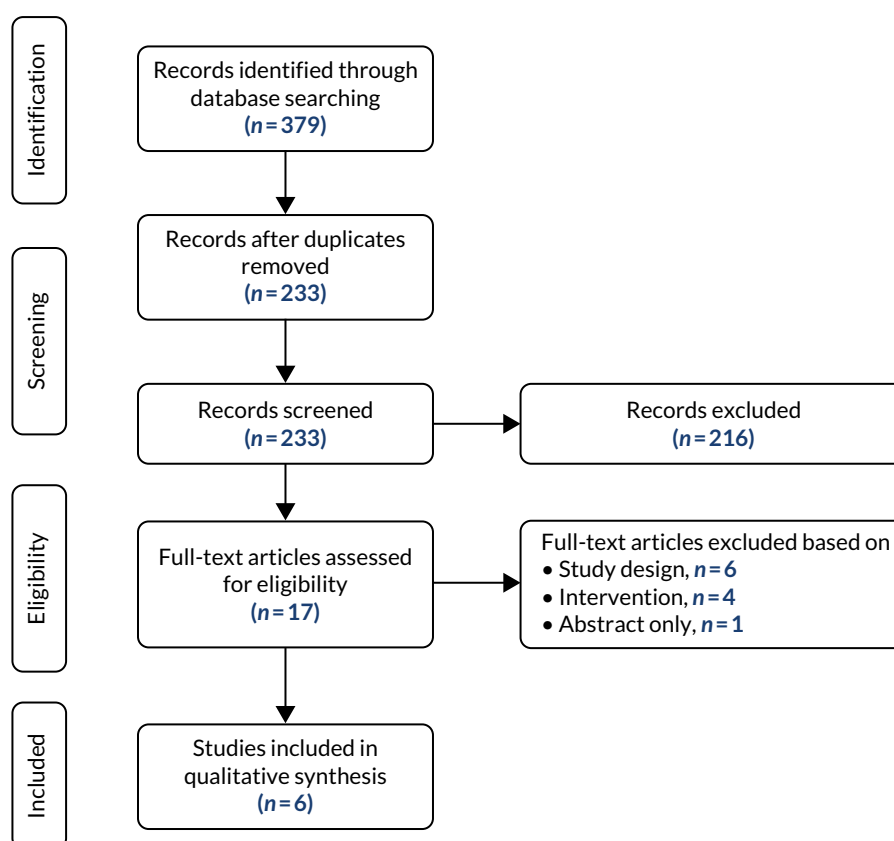 Identification
Records identified through
database searching
(n=379)
Records after duplicates
removed
(n=233)
Screening
Records screened
(n=233)
Records excluded
(n=216)
Eligibility
Full-text articles assessed
for eligibility
(n=17)
Full-text articles excluded based on
• Study design, n=6
• Intervention, n=4
• Abstract only, n=1
Included
Studies included in
qualitative synthesis
(n=6)